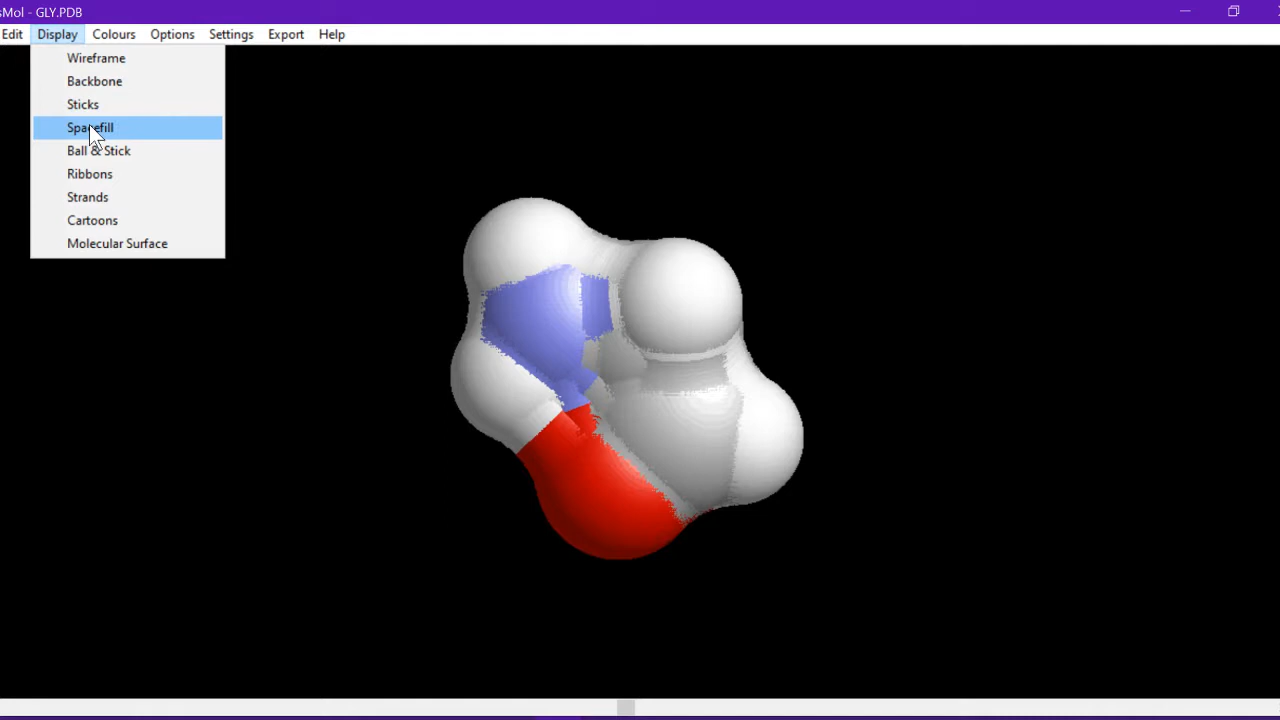 sMol - GLY.PDB
Edit Display Colours Options Settings Export Help
Wireframe
Backbone
Sticks
Spacefill
Ball & Stick
Ribbons
Strands
Cartoons
Molecular Surface